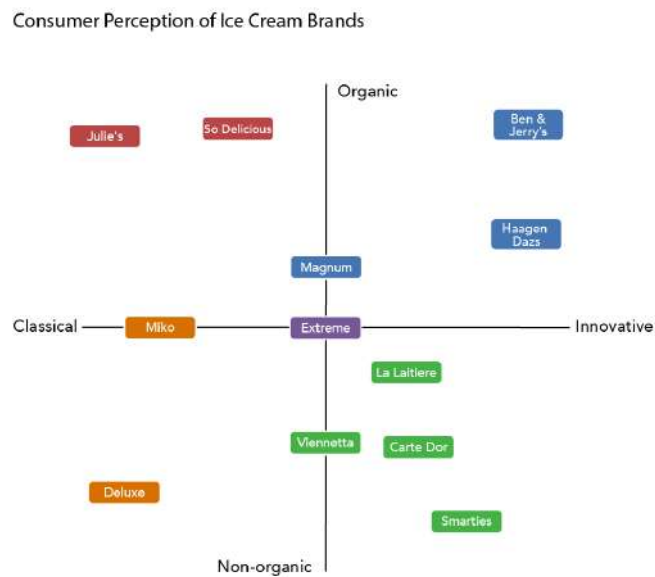 Consumer Perception of Ice Cream Brands
Organic
Julie's
So Delicious
Ben &
Jerry's
Haagen
Dazs
Magnum
Classical
Miko
Extreme
Innovative
La Laitiere
Viennetta
Carte Dor
Deluxe
Smarties
Non-organic